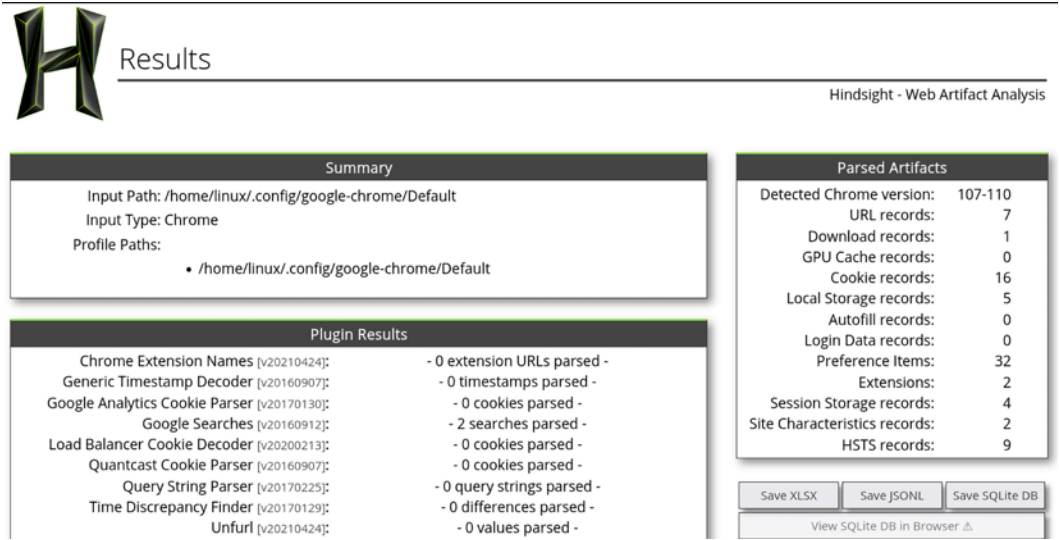 Results
Hindsight - Web Artifact Analysis
Summary
Input Path: /home/linux/.config/google-chrome/Default
Input Type: Chrome
Profile Paths:
• /home/linux/.config/google-chrome/Default
Plugin Results
Chrome Extension Names [v20210424]: - 0 extension URLs parsed -
Generic Timestamp Decoder [v20160907]: - 0 timestamps parsed -
Google Analytics Cookie Parser [v20170130]: - 0 cookies parsed -
Google Searches [v20160912]: - 2 searches parsed -
Load Balancer Cookie Decoder [v20200213]: - 0 cookies parsed -
Quantcast Cookie Parser [v20160907]: - 0 cookies parsed -
Query String Parser [v20170225]: - 0 query strings parsed -
Time Discrepancy Finder [v20170129]: - 0 differences parsed -
Unfurl [v20210424]: - 0 values parsed -
Parsed Artifacts
Detected Chrome version: 107-110
URL records: 7
Download records: 1
GPU Cache records: 0
Cookie records: 16
Local Storage records: 5
Autofill records: 0
Login Data records: 0
Preference Items: 32
Extensions: 2
Session Storage records: 4
Site Characteristics records: 2
HSTS records: 9
Save XLSX Save JSONL Save SQLite DB
View SQLite DB in Browser ⚠